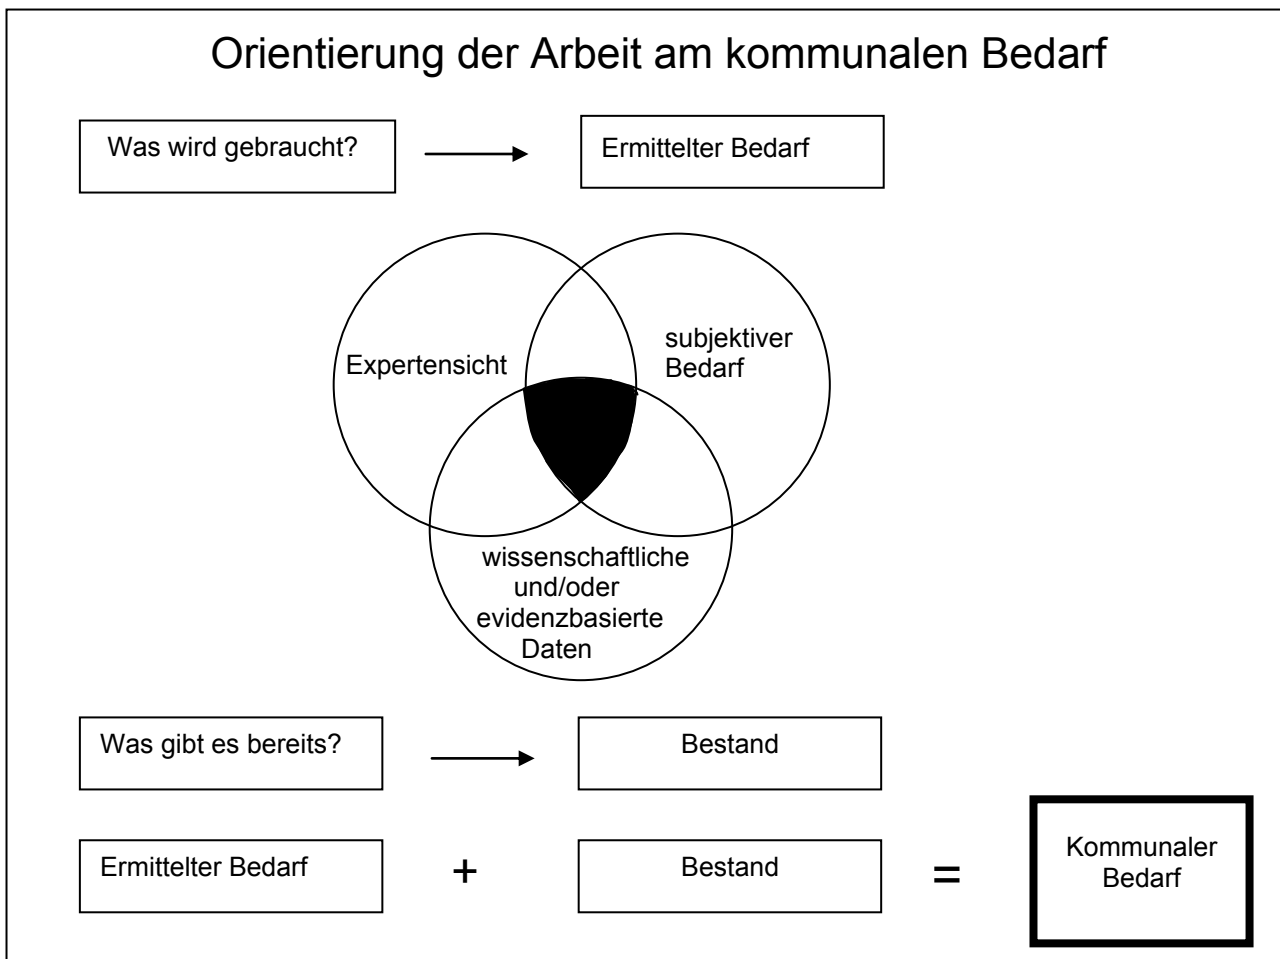 Orientierung der Arbeit am kommunalen Bedarf
Was wird gebraucht?
Ermittelter Bedarf
Expertensicht
subjektiver
Bedarf
wissenschaftliche
und/oder
evidenzbasierte
Daten
Was gibt es bereits?
Bestand
Ermittelter Bedarf
+
Bestand
=
Kommunaler
Bedarf